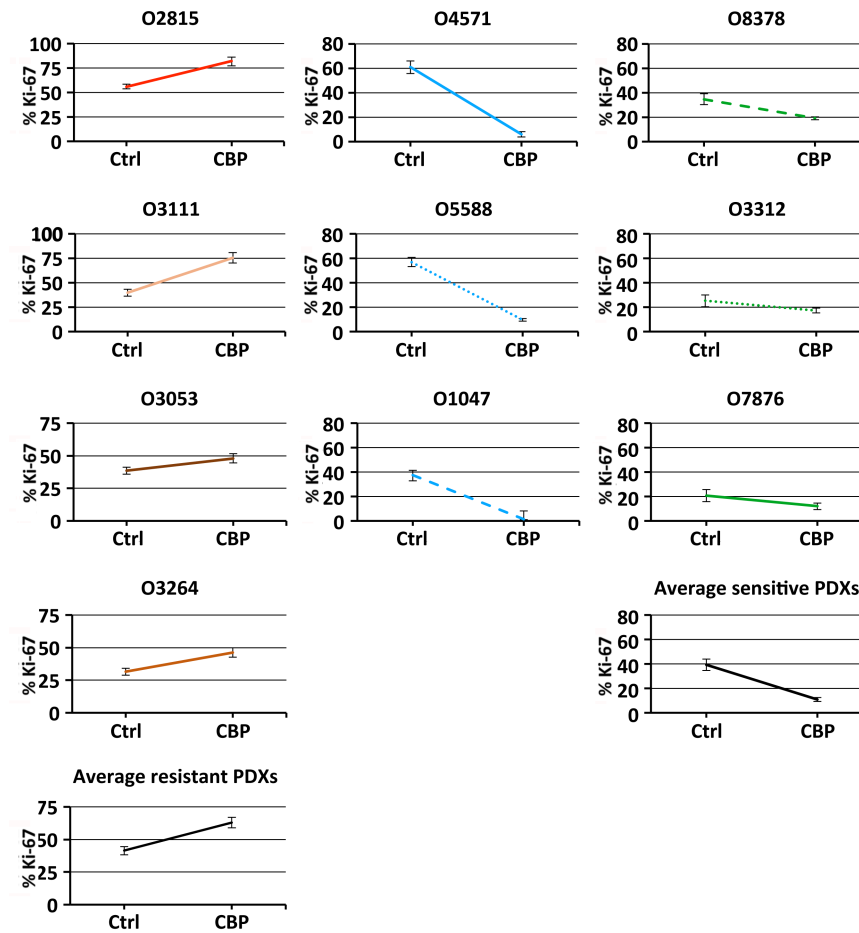 O2815
% Ki-67
100
75
50
25
0
Ctrl CBP
O4571
% Ki-67
80
60
40
20
0
Ctrl CBP
O8378
% Ki-67
80
60
40
20
0
Ctrl CBP
O3111
% Ki-67
100
75
50
25
0
Ctrl CBP
O5588
% Ki-67
80
60
40
20
0
Ctrl CBP
O3312
% Ki-67
80
60
40
20
0
Ctrl CBP
O3053
% Ki-67
75
50
25
0
Ctrl CBP
O1047
% Ki-67
80
60
40
20
0
Ctrl CBP
O7876
% Ki-67
80
60
40
20
0
Ctrl CBP
O3264
% Ki-67
75
50
25
0
Ctrl CBP
Average sensitive PDXs
% Ki-67
80
60
40
20
0
Ctrl CBP
Average resistant PDXs
% Ki-67
75
50
25
0
Ctrl CBP